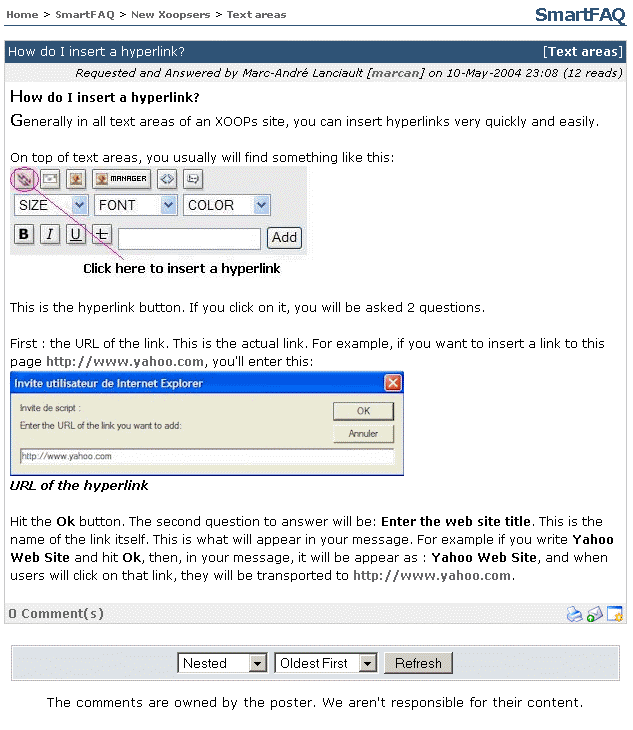 Home > SmartFAQ > New Xoopsers > Text areas
SmartFAQ
How do I insert a hyperlink?
[Text areas]
Requested and Answered by Marc-André Lanciault [marcan] on 10-May-2004 23:08 (12 reads)
How do I insert a hyperlink?
Generally in all text areas of an XOOPs site, you can insert hyperlinks very quickly and easily.
On top of text areas, you usually will find something like this:
MANAGER
SIZE FONT COLOR
B I U t Add
Click here to insert a hyperlink
This is the hyperlink button. If you click on it, you will be asked 2 questions.
First : the URL of the link. This is the actual link. For example, if you want to insert a link to this
page http://www.yahoo.com, you'll enter this:
Invite utilisateur de Internet Explorer
Invite de script :
OK
Enter the URL of the link you want to add:
Annuler
http://www.yahoo.com
URL of the hyperlink
Hit the Ok button. The second question to answer will be: Enter the web site title. This is the
name of the link itself. This is what will appear in your message. For example if you write Yahoo
Web Site and hit Ok, then, in your message, it will be appear as : Yahoo Web Site, and when
users will click on that link, they will be transported to http://www.yahoo.com.
0 Comment(s)
Nested Oldest First Refresh
The comments are owned by the poster. We aren't responsible for their content.